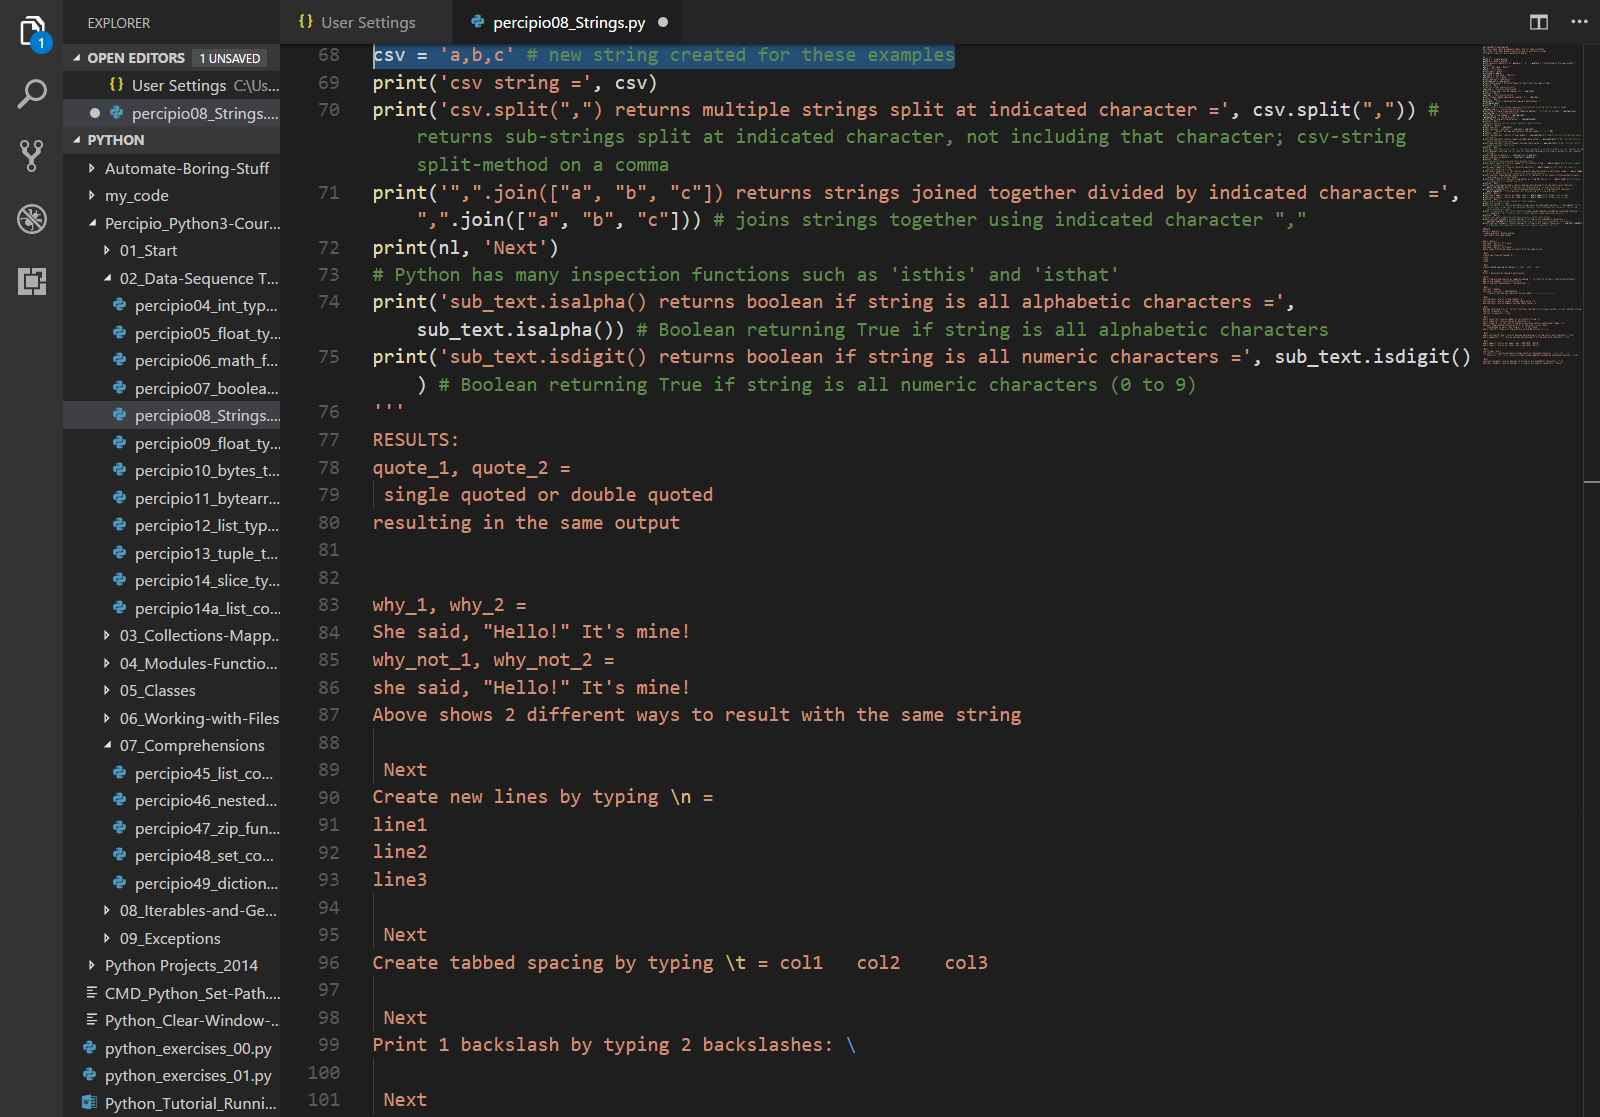 1
EXPLORER
OPEN EDITORS 1 UNSAVED
{} User Settings C:\Us...
percipio08_Strings....
PYTHON
Automate-Boring-Stuff
my_code
Percipio_Python3-Cour...
01_Start
02_Data-Sequence T...
percipio04_int_typ...
percipio05_float_ty...
percipio06_math_f...
percipio07_boolea...
percipio08_Strings....
percipio09_float_ty...
percipio10_bytes_t...
percipio11_bytearr...
percipio12_list_typ...
percipio13_tuple_t...
percipio14_slice_ty...
percipio14a_list_co...
03_Collections-Mapp...
04_Modules-Functio...
05_Classes
06_Working-with-Files
07_Comprehensions
percipio45_list_co...
percipio46_nested...
percipio47_zip_fun...
percipio48_set_co...
percipio49_diction...
08_Iterables-and-Ge...
09_Exceptions
Python Projects_2014
CMD_Python_Set-Path....
Python_Clear-Window-...
python_exercises_00.py
python_exercises_01.py
Python_Tutorial_Runni...
{} User Settings percipio08_Strings.py
68 csv = 'a,b,c' # new string created for these examples
69 print('csv string =', csv)
70 print('csv.split(",") returns multiple strings split at indicated character =', csv.split(",")) #
returns sub-strings split at indicated character, not including that character; csv-string
split-method on a comma
71 print('",".join(["a", "b", "c"]) returns strings joined together divided by indicated character =',
",".join(["a", "b", "c"])) # joins strings together using indicated character ","
72 print(nl, 'Next')
73 # Python has many inspection functions such as 'isthis' and 'isthat'
74 print('sub_text.isalpha() returns boolean if string is all alphabetic characters =',
sub_text.isalpha()) # Boolean returning True if string is all alphabetic characters
75 print('sub_text.isdigit() returns boolean if string is all numeric characters =', sub_text.isdigit()
) # Boolean returning True if string is all numeric characters (0 to 9)
76 '''
77 RESULTS:
78 quote_1, quote_2 =
79 single quoted or double quoted
80 resulting in the same output
81
82
83 why_1, why_2 =
84 She said, "Hello!" It's mine!
85 why_not_1, why_not_2 =
86 she said, "Hello!" It's mine!
87 Above shows 2 different ways to result with the same string
88
89 Next
90 Create new lines by typing \n =
91 line1
92 line2
93 line3
94
95 Next
96 Create tabbed spacing by typing \t = col1 col2 col3
97
98 Next
99 Print 1 backslash by typing 2 backslashes: \
100
101 Next